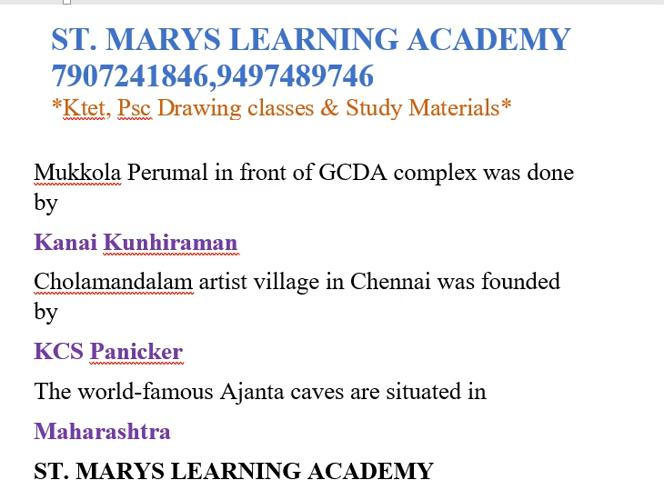 ST. MARYS LEARNING ACADEMY
7907241846,9497489746
*Ktet, Psc Drawing classes & Study Materials*
Mukkola Perumal in front of GCDA complex was done
by
Kanai Kunhiraman
Cholamandalam artist village in Chennai was founded
by
KCS Panicker
The world-famous Ajanta caves are situated in
Maharashtra
ST. MARYS LEARNING ACADEMY